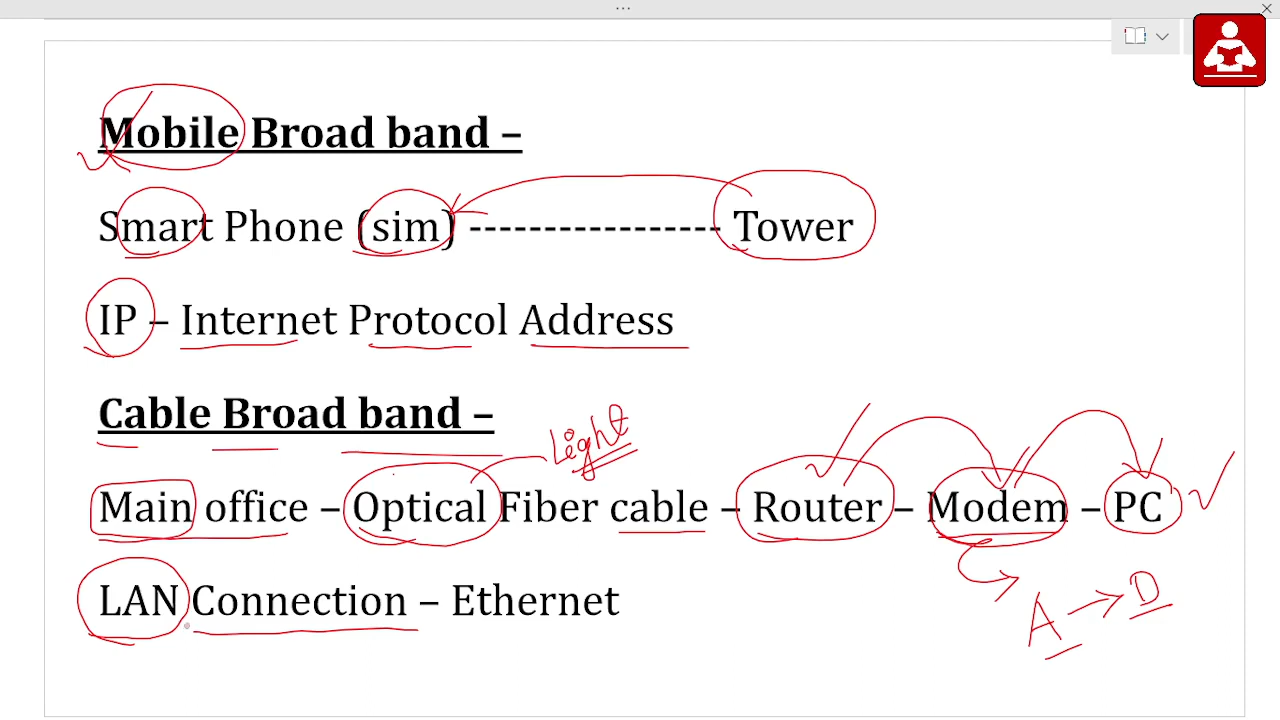 Mobile Broad band –
Smart Phone (sim) ----------------- Tower
IP – Internet Protocol Address
Cable Broad band –
Light
Main office – Optical Fiber cable – Router – Modem – PC
LAN Connection – Ethernet
A → D